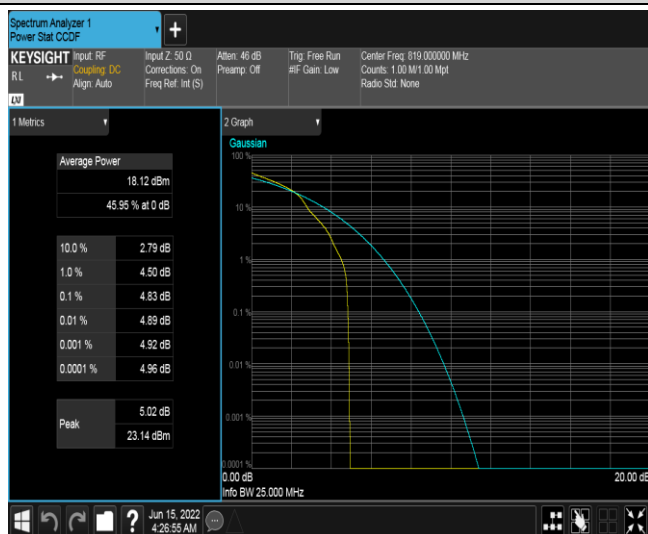 Spectrum Analyzer 1
Power Stat CCDF
+
KEYSIGHT
RL
LXI
Input: RF
Coupling: DC
Align: Auto
Input Z: 50 Ω
Corrections: On
Freq Ref: Int (S)
Atten: 46 dB
Preamp: Off
Trig: Free Run
#IF Gain: Low
Center Freq: 819.000000 MHz
Counts: 1.00 M/1.00 Mpt
Radio Std: None
1 Metrics
Average Power
18.12 dBm
45.95 % at 0 dB
10.0 % 2.79 dB
1.0 % 4.50 dB
0.1 % 4.83 dB
0.01 % 4.89 dB
0.001 % 4.92 dB
0.0001 % 4.96 dB
Peak
5.02 dB
23.14 dBm
2 Graph
Gaussian
100 %
10 %
1 %
0.1 %
0.01 %
0.001 %
0.0001 %
0.00 dB
20.00 dB
Info BW 25.000 MHz
?
Jun 15, 2022
4:26:55 AM